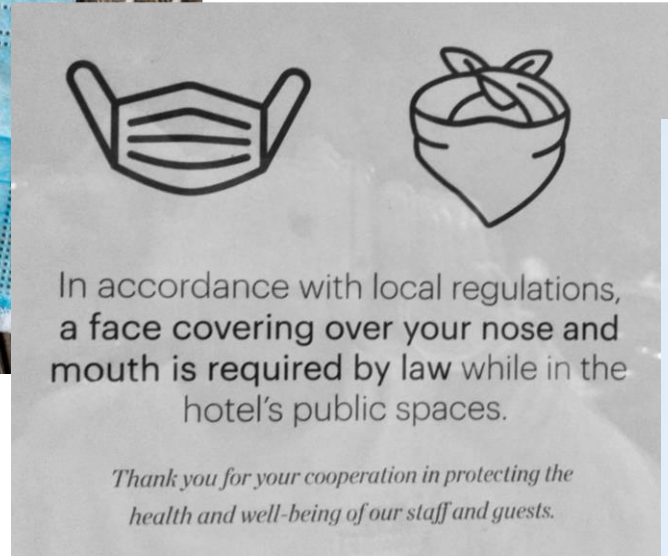 In accordance with local regulations,
a face covering over your nose and
mouth is required by law while in the
hotel's public spaces.
Thank you for your cooperation in protecting the
health and well-being of our staff and guests.